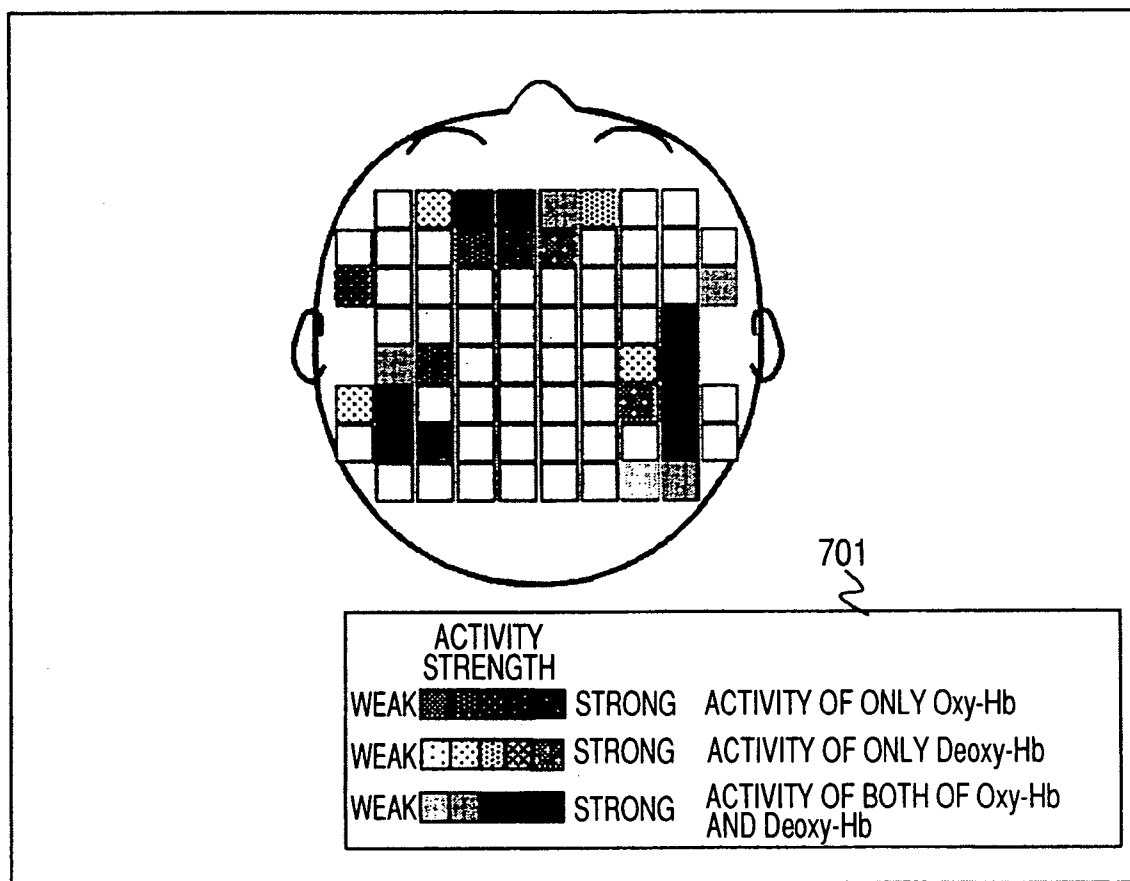 701
ACTIVITY
STRENGTH
WEAK STRONG ACTIVITY OF ONLY Oxy-Hb
WEAK STRONG ACTIVITY OF ONLY Deoxy-Hb
WEAK STRONG ACTIVITY OF BOTH OF Oxy-Hb
AND Deoxy-Hb